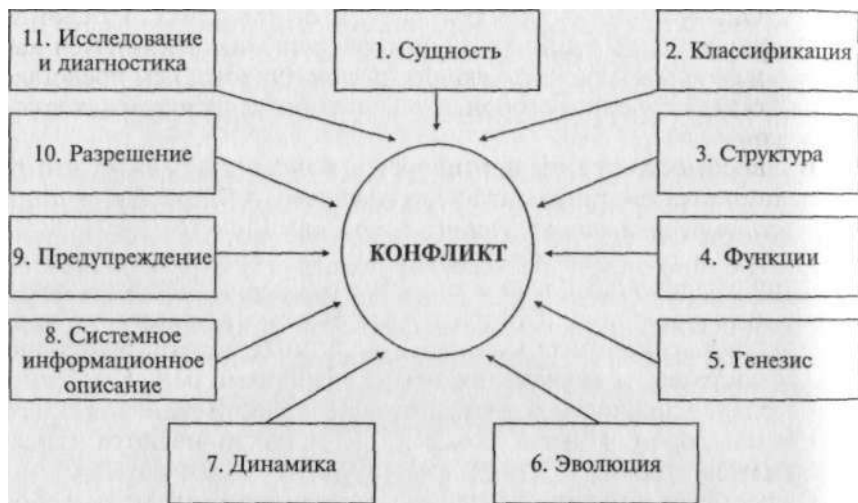 1. Сущность
2. Классификация
3. Структура
4. Функции
5. Генезис
6. Эволюция
7. Динамика
8. Системное
информационное
описание
9. Предупреждение
10. Разрешение
11. Исследование
и диагностика
КОНФЛИКТ